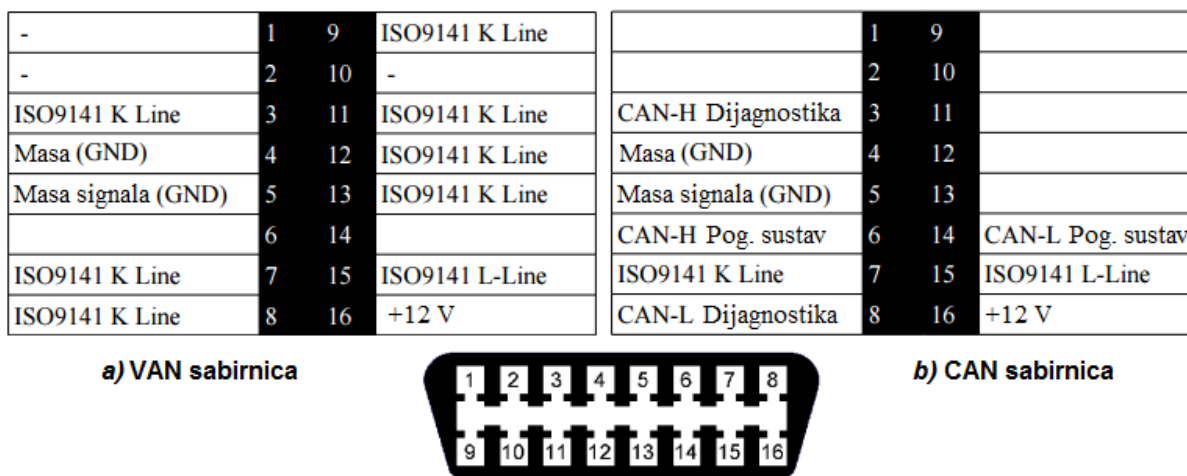 - 1 9 ISO9141 K Line
- 2 10 -
ISO9141 K Line 3 11 ISO9141 K Line
Masa (GND) 4 12 ISO9141 K Line
Masa signala (GND) 5 13 ISO9141 K Line
6 14
ISO9141 K Line 7 15 ISO9141 L-Line
ISO9141 K Line 8 16 +12 V
a) VAN sabirnica
1 9
2 10
CAN-H Dijagnostika 3 11
Masa (GND) 4 12
Masa signala (GND) 5 13
CAN-H Pog. sustav 6 14 CAN-L Pog. sustav
ISO9141 K Line 7 15 ISO9141 L-Line
CAN-L Dijagnostika 8 16 +12 V
b) CAN sabirnica
1 2 3 4 5 6 7 8
9 10 11 12 13 14 15 16